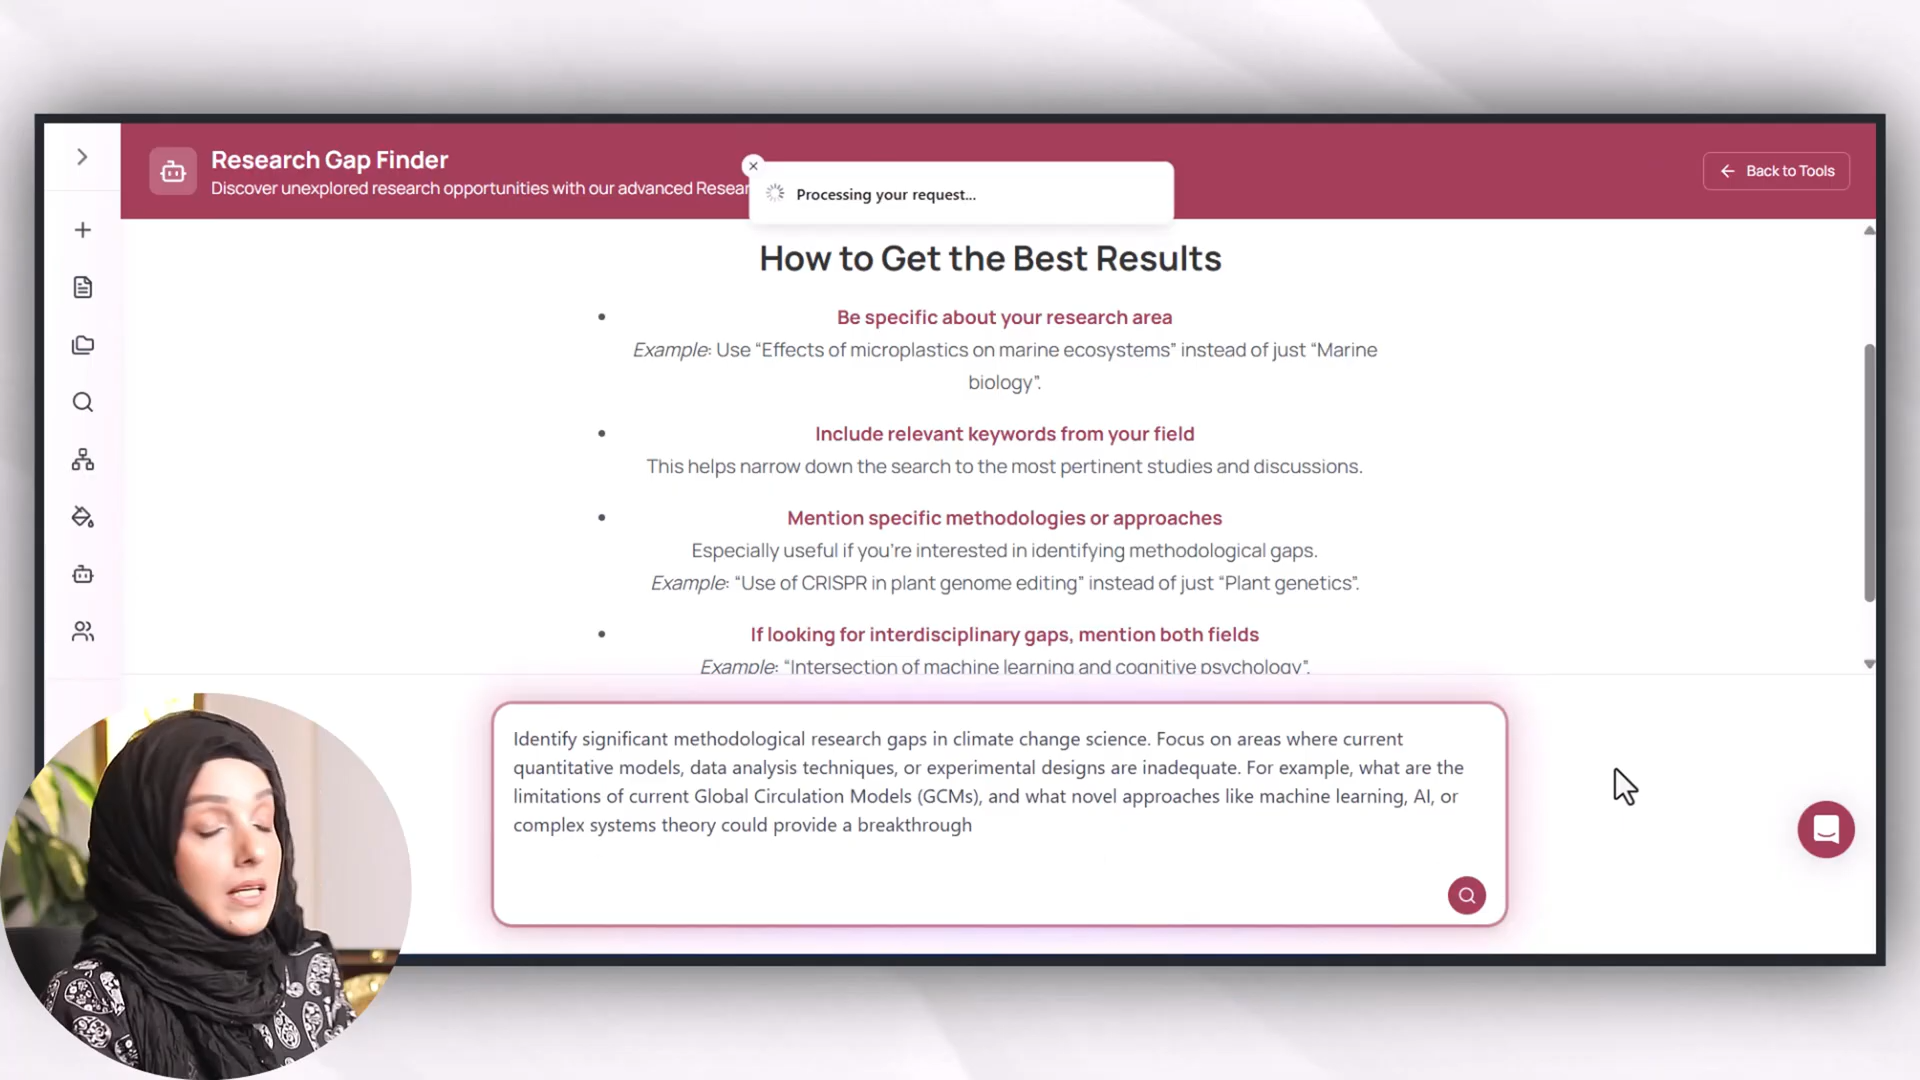 Research Gap Finder
Discover unexplored research opportunities with our advanced Resear
Processing your request...
Back to Tools
How to Get the Best Results
Be specific about your research area
Example: Use “Effects of microplastics on marine ecosystems” instead of just “Marine
biology”.
Include relevant keywords from your field
This helps narrow down the search to the most pertinent studies and discussions.
Mention specific methodologies or approaches
Especially useful if you’re interested in identifying methodological gaps.
Example: “Use of CRISPR in plant genome editing” instead of just “Plant genetics”.
If looking for interdisciplinary gaps, mention both fields
Example: “Intersection of machine learning and cognitive psychology”.
Identify significant methodological research gaps in climate change science. Focus on areas where current
quantitative models, data analysis techniques, or experimental designs are inadequate. For example, what are the
limitations of current Global Circulation Models (GCMs), and what novel approaches like machine learning, AI, or
complex systems theory could provide a breakthrough